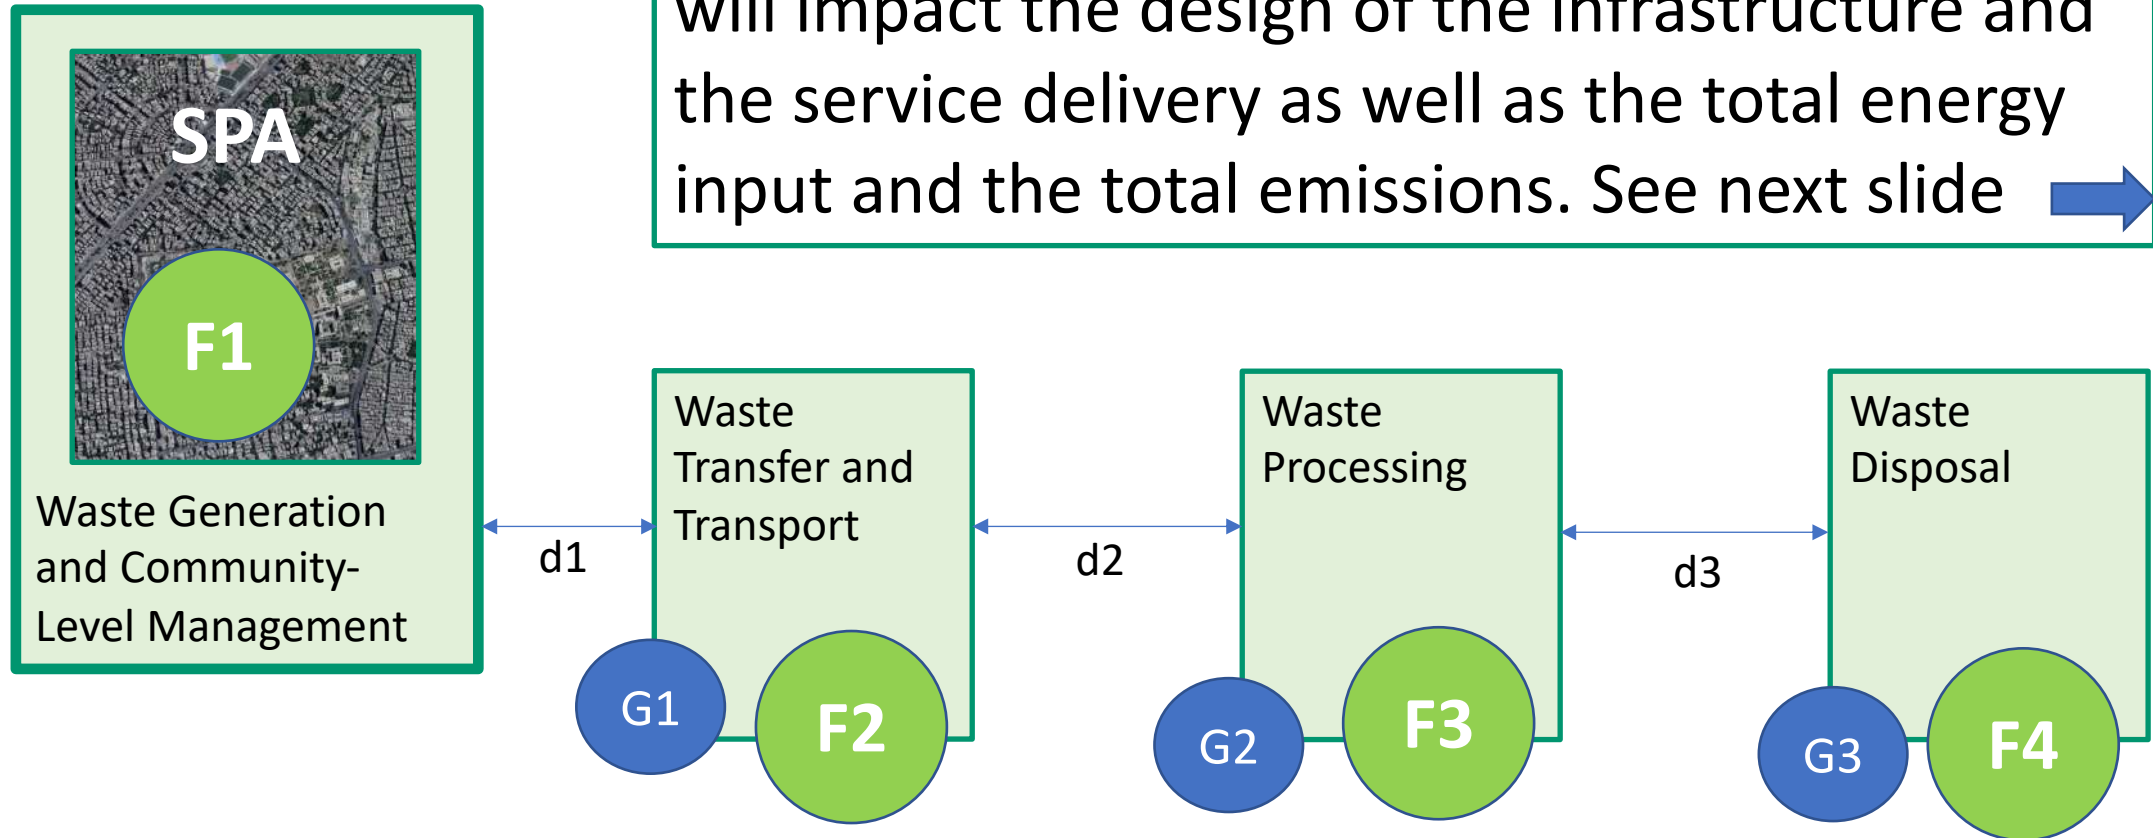 will impact the design of the infrastructure and
the service delivery as well as the total energy
input and the total emissions. See next slide
SPA
F1
Waste Generation
and Community-
Level Management
d1
Waste
Transfer and
Transport
G1
F2
d2
Waste
Processing
G2
F3
d3
Waste
Disposal
G3
F4